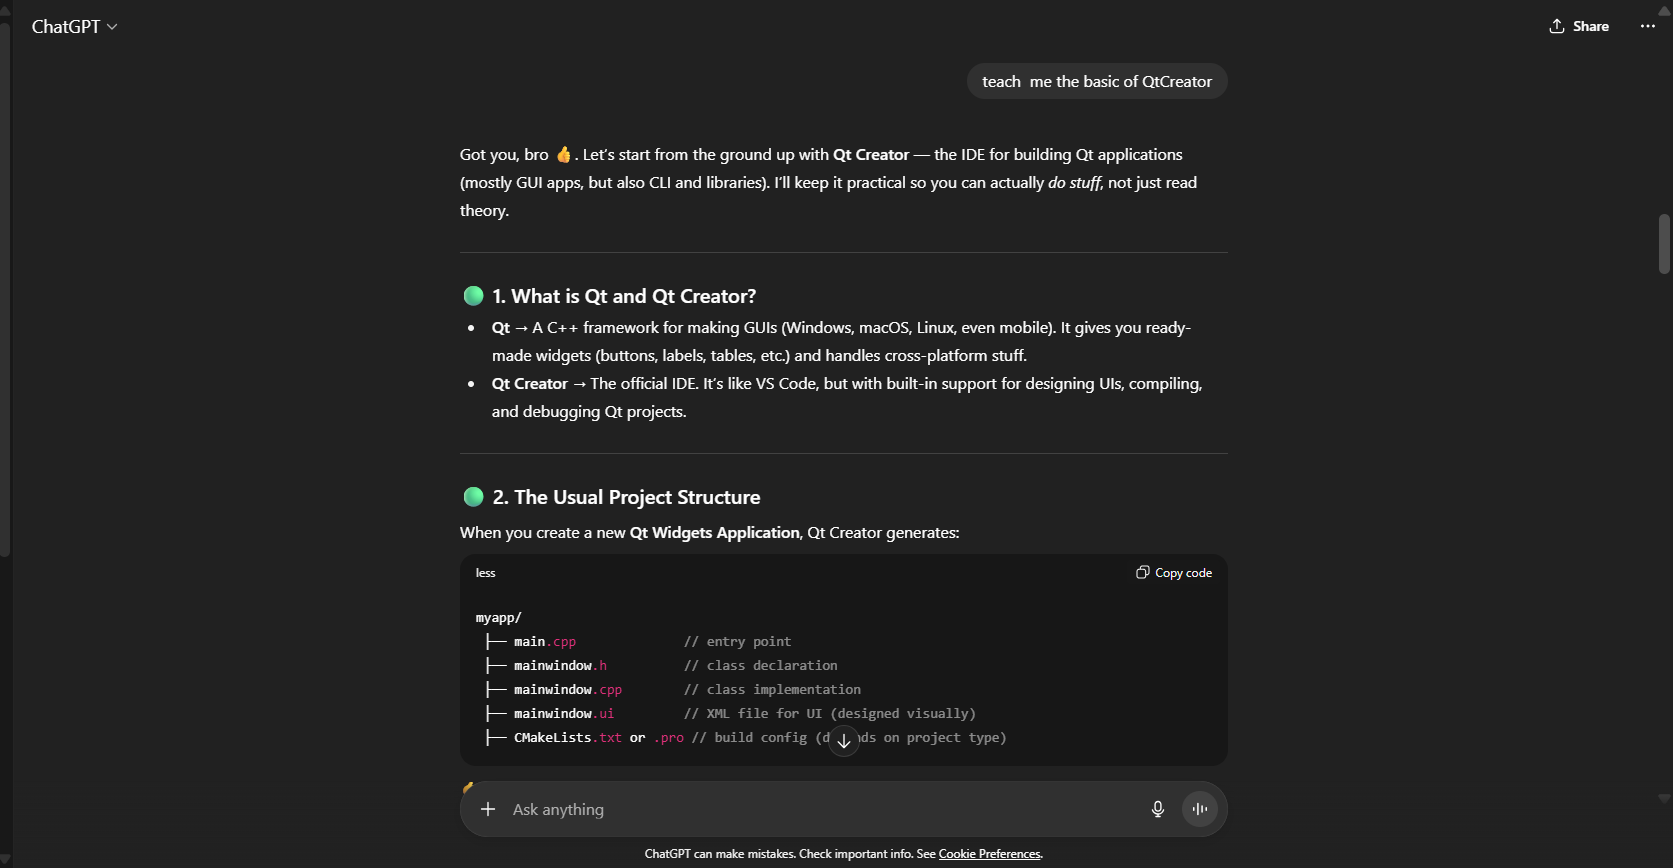 ChatGPT
Share
teach  me the basic of QtCreator
Got you, bro 👍. Let’s start from the ground up with Qt Creator — the IDE for building Qt applications
(mostly GUI apps, but also CLI and libraries). I’ll keep it practical so you can actually do stuff, not just read
theory.
1. What is Qt and Qt Creator?
• Qt → A C++ framework for making GUIs (Windows, macOS, Linux, even mobile). It gives you ready-
made widgets (buttons, labels, tables, etc.) and handles cross-platform stuff.
• Qt Creator → The official IDE. It’s like VS Code, but with built-in support for designing UIs, compiling,
and debugging Qt projects.
2. The Usual Project Structure
When you create a new Qt Widgets Application, Qt Creator generates:
less
Copy code
myapp/
├── main.cpp              // entry point
├── mainwindow.h          // class declaration
├── mainwindow.cpp        // class implementation
├── mainwindow.ui         // XML file for UI (designed visually)
├── CMakeLists.txt or .pro // build config ( on project type)
Ask anything
ChatGPT can make mistakes. Check important info. See Cookie Preferences.